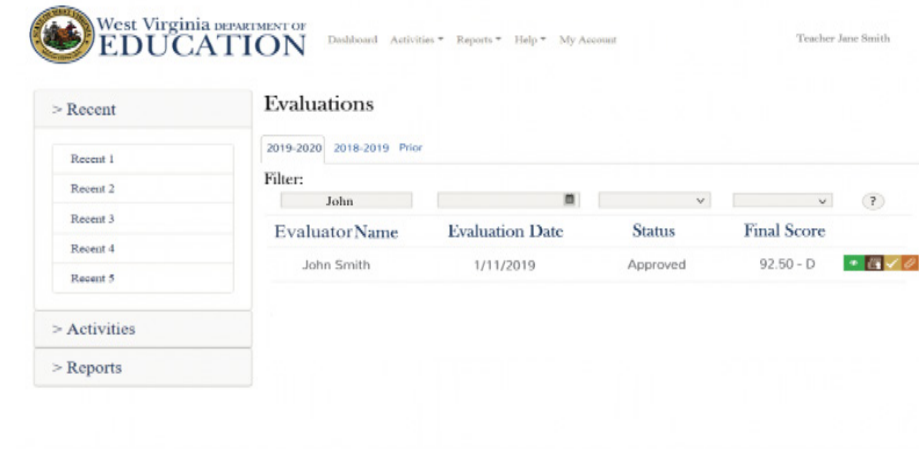 West Virginia DEPARTMENT OF
EDUCATION
Dashboard Activities Reports Help My Account
Teacher Jane Smith
> Recent
Recent 1
Recent 2
Recent 3
Recent 4
Recent 5
> Activities
> Reports
Evaluations
2019-2020 2018-2019 Prior
Filter:
John ?
Evaluator Name Evaluation Date Status Final Score
John Smith 1/11/2019 Approved 92.50 - D